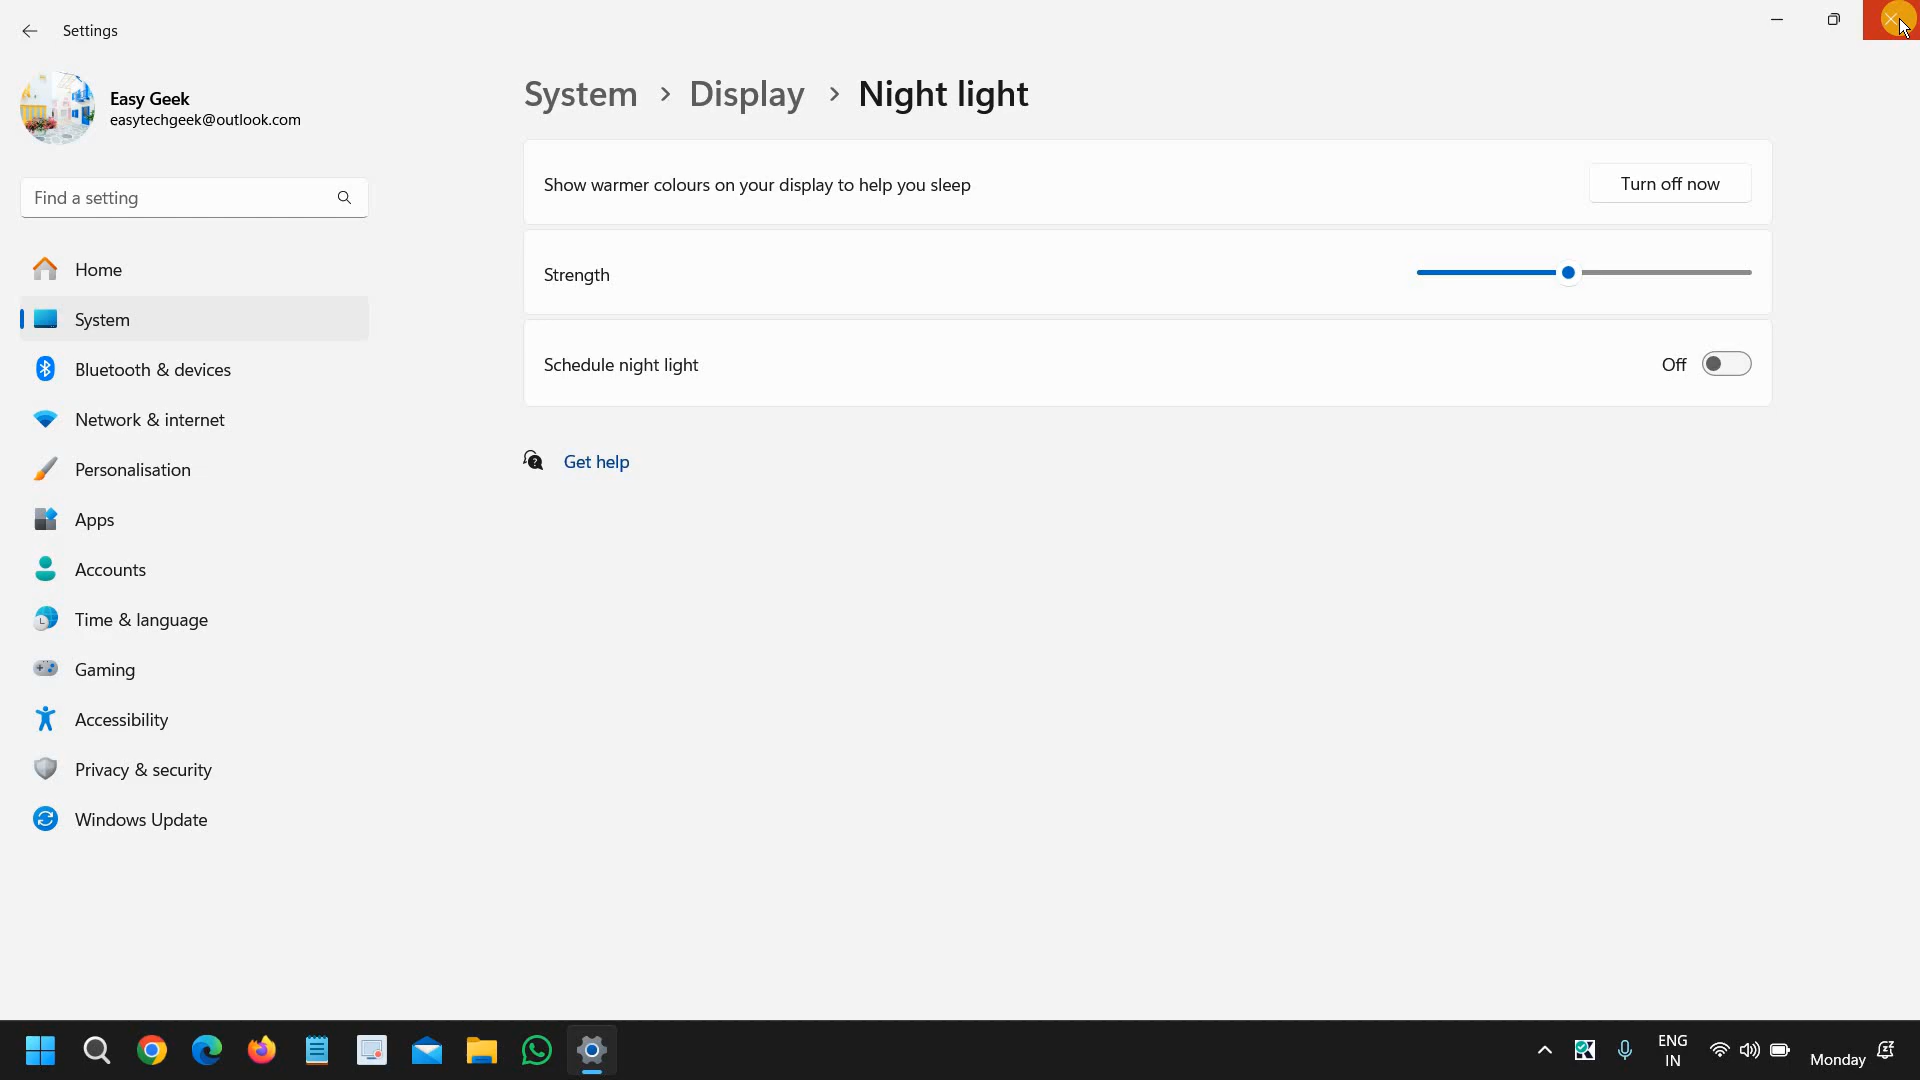 Settings
Easy Geek
easytechgeek@outlook.com
Find a setting
Home
System
Bluetooth & devices
Network & internet
Personalisation
Apps
Accounts
Time & language
Gaming
Accessibility
Privacy & security
Windows Update
System > Display > Night light
Show warmer colours on your display to help you sleep
Turn off now
Strength
Schedule night light
Off
Get help
ENG
IN
Monday